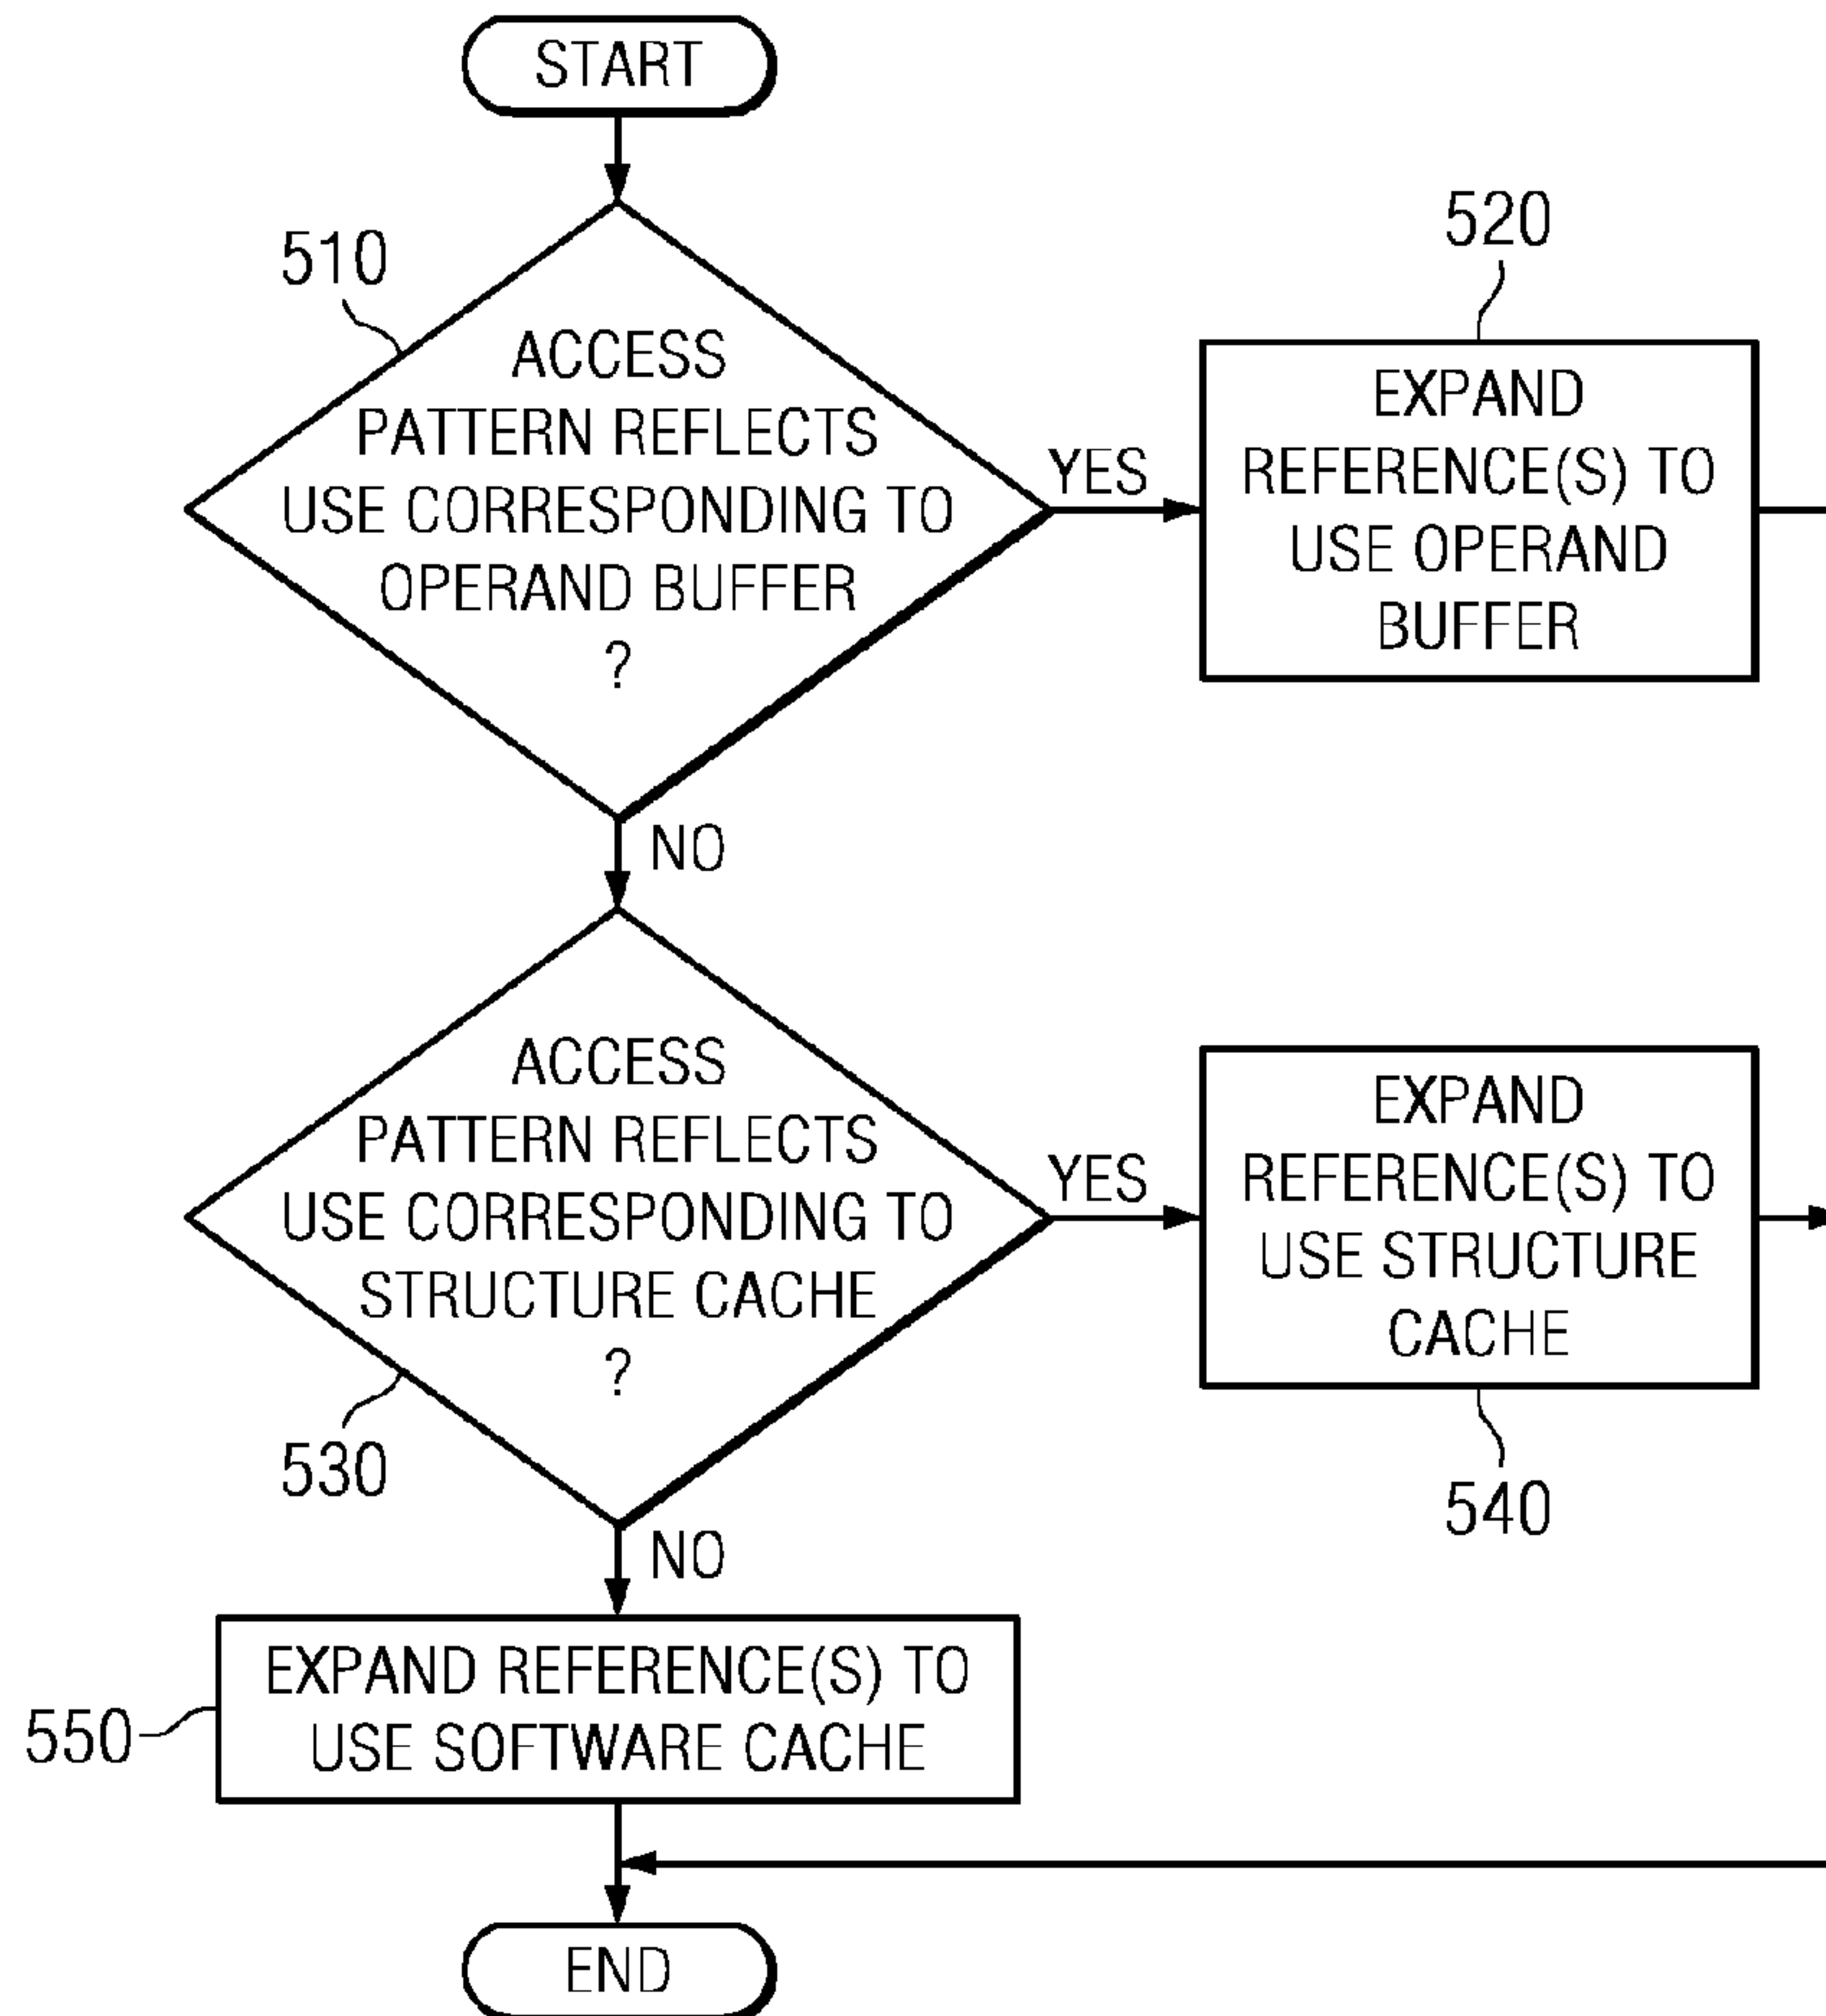 START
510
ACCESS
PATTERN REFLECTS
USE CORRESPONDING TO
OPERAND BUFFER
?
YES
520
EXPAND
REFERENCE(S) TO
USE OPERAND
BUFFER
NO
ACCESS
PATTERN REFLECTS
USE CORRESPONDING TO
STRUCTURE CACHE
?
530
YES
EXPAND
REFERENCE(S) TO
USE STRUCTURE
CACHE
540
NO
550
EXPAND REFERENCE(S) TO
USE SOFTWARE CACHE
END